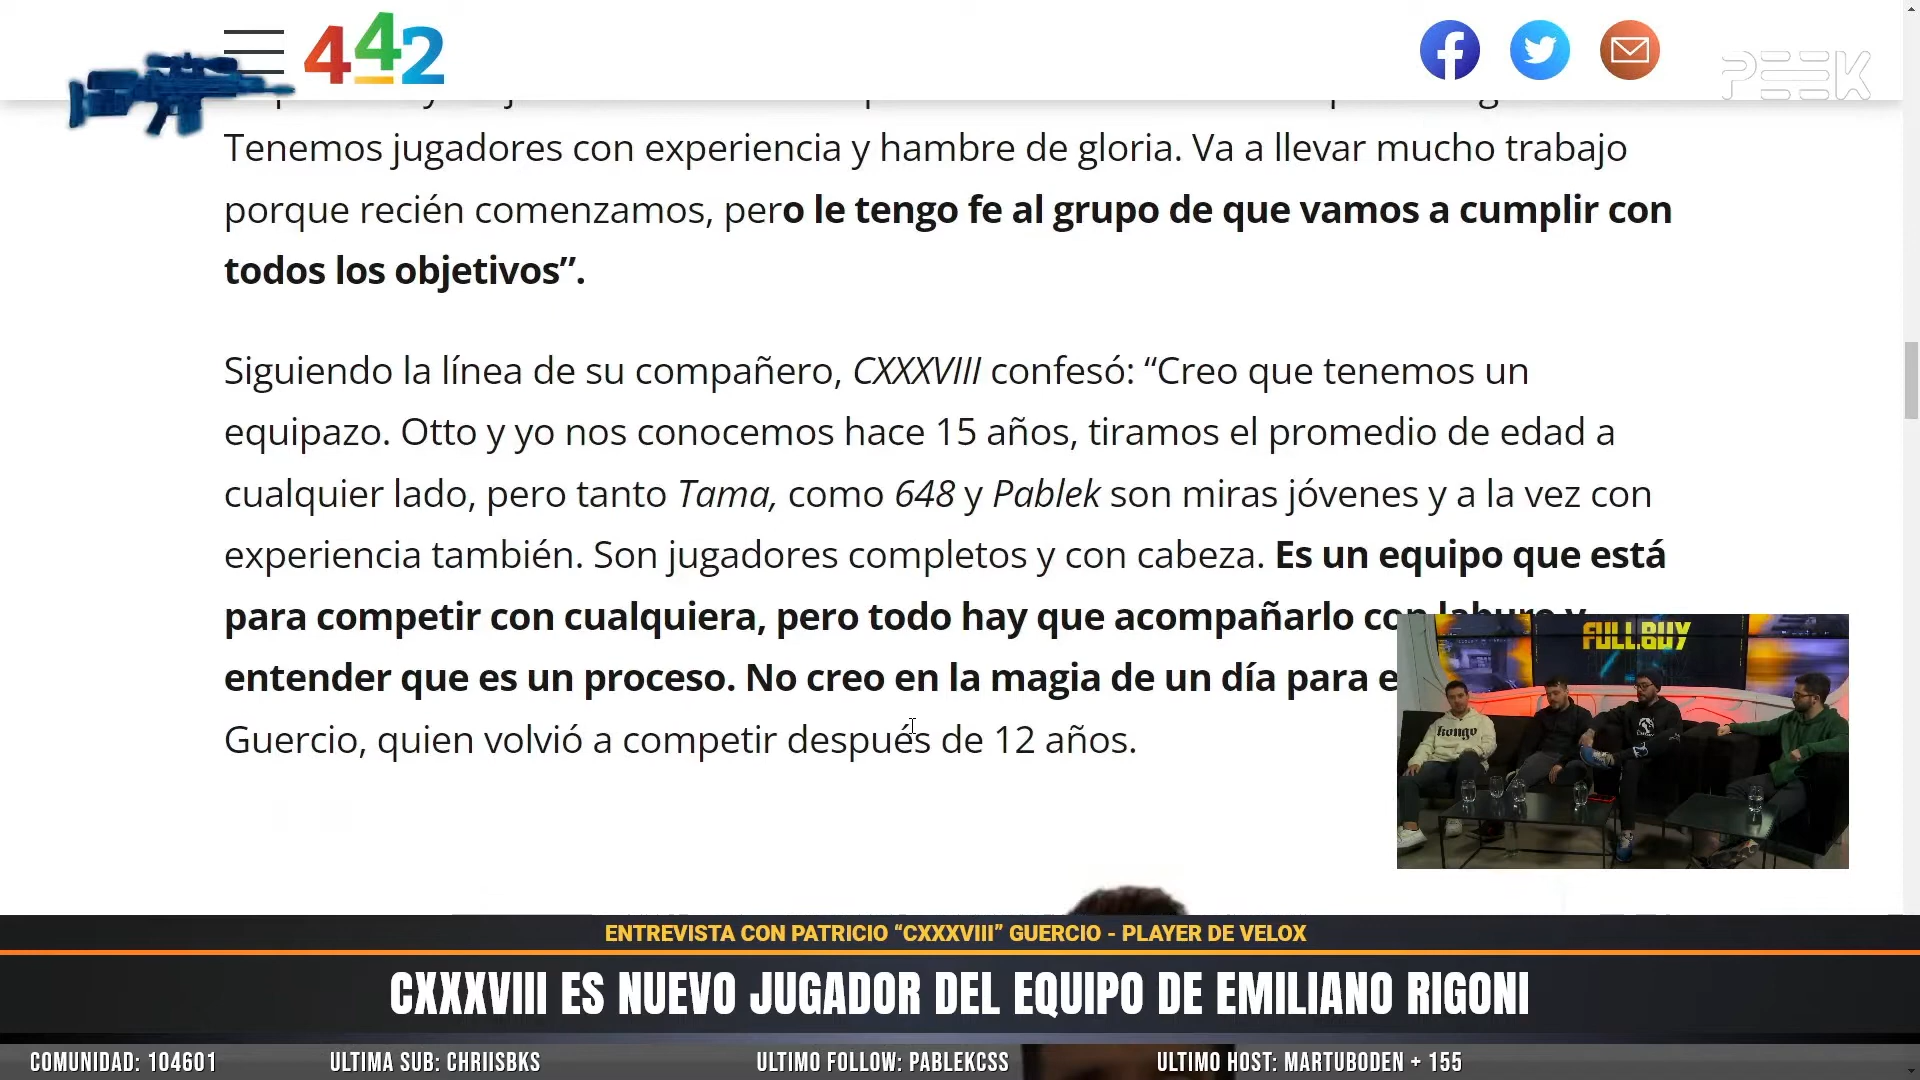 442
PEEK
Tenemos jugadores con experiencia y hambre de gloria. Va a llevar mucho trabajo
porque recién comenzamos, pero le tengo fe al grupo de que vamos a cumplir con
todos los objetivos”.
Siguiendo la línea de su compañero, CXXXVIII confesó: “Creo que tenemos un
equipazo. Otto y yo nos conocemos hace 15 años, tiramos el promedio de edad a
cualquier lado, pero tanto Tama, como 648 y Pablek son miras jóvenes y a la vez con
experiencia también. Son jugadores completos y con cabeza. Es un equipo que está
para competir con cualquiera, pero todo hay que acompañarlo con laburo y
entender que es un proceso. No creo en la magia de un día para e
Guercio, quien volvió a competir después de 12 años.
FULLBUY
kongo
ENTREVISTA CON PATRICIO “CXXXVIII” GUERCIO - PLAYER DE VELOX
CXXXVIII ES NUEVO JUGADOR DEL EQUIPO DE EMILIANO RIGONI
COMUNIDAD: 104601 ULTIMA SUB: CHRIISBKS ULTIMO FOLLOW: PABLEKCSS ULTIMO HOST: MARTUBODEN + 155